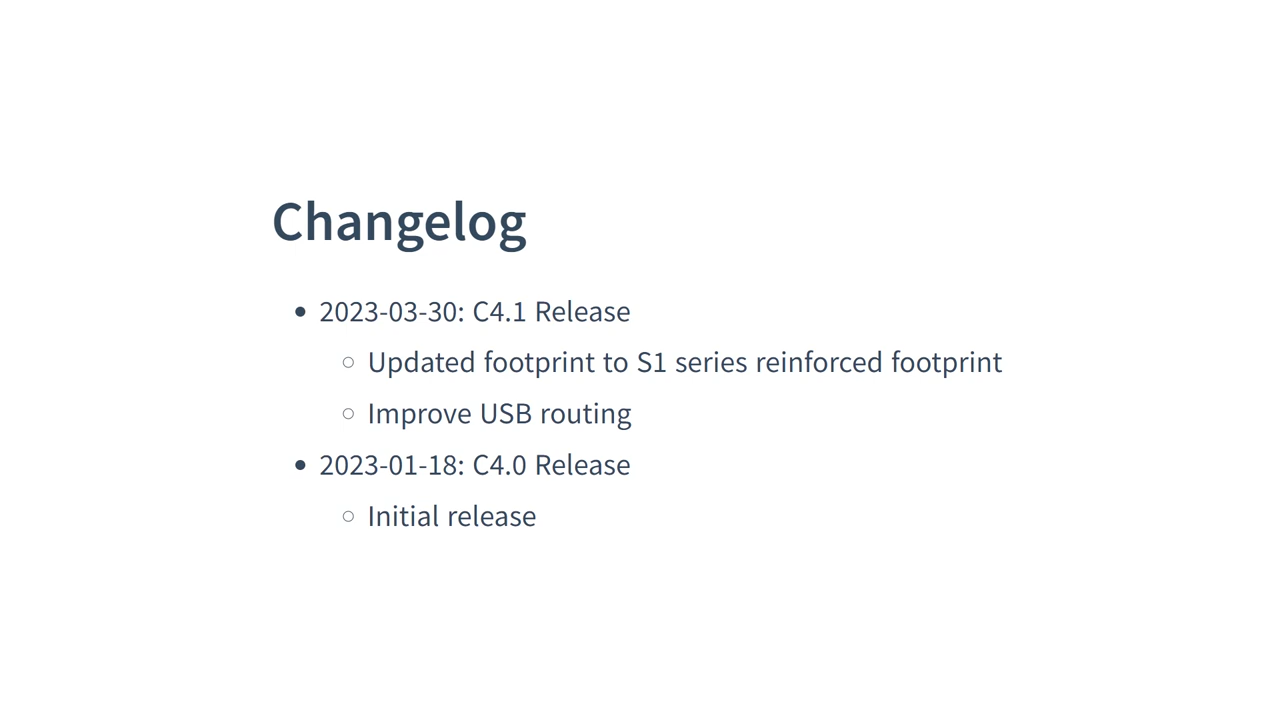 Changelog
2023-03-30: C4.1 Release
Updated footprint to S1 series reinforced footprint
Improve USB routing
2023-01-18: C4.0 Release
Initial release